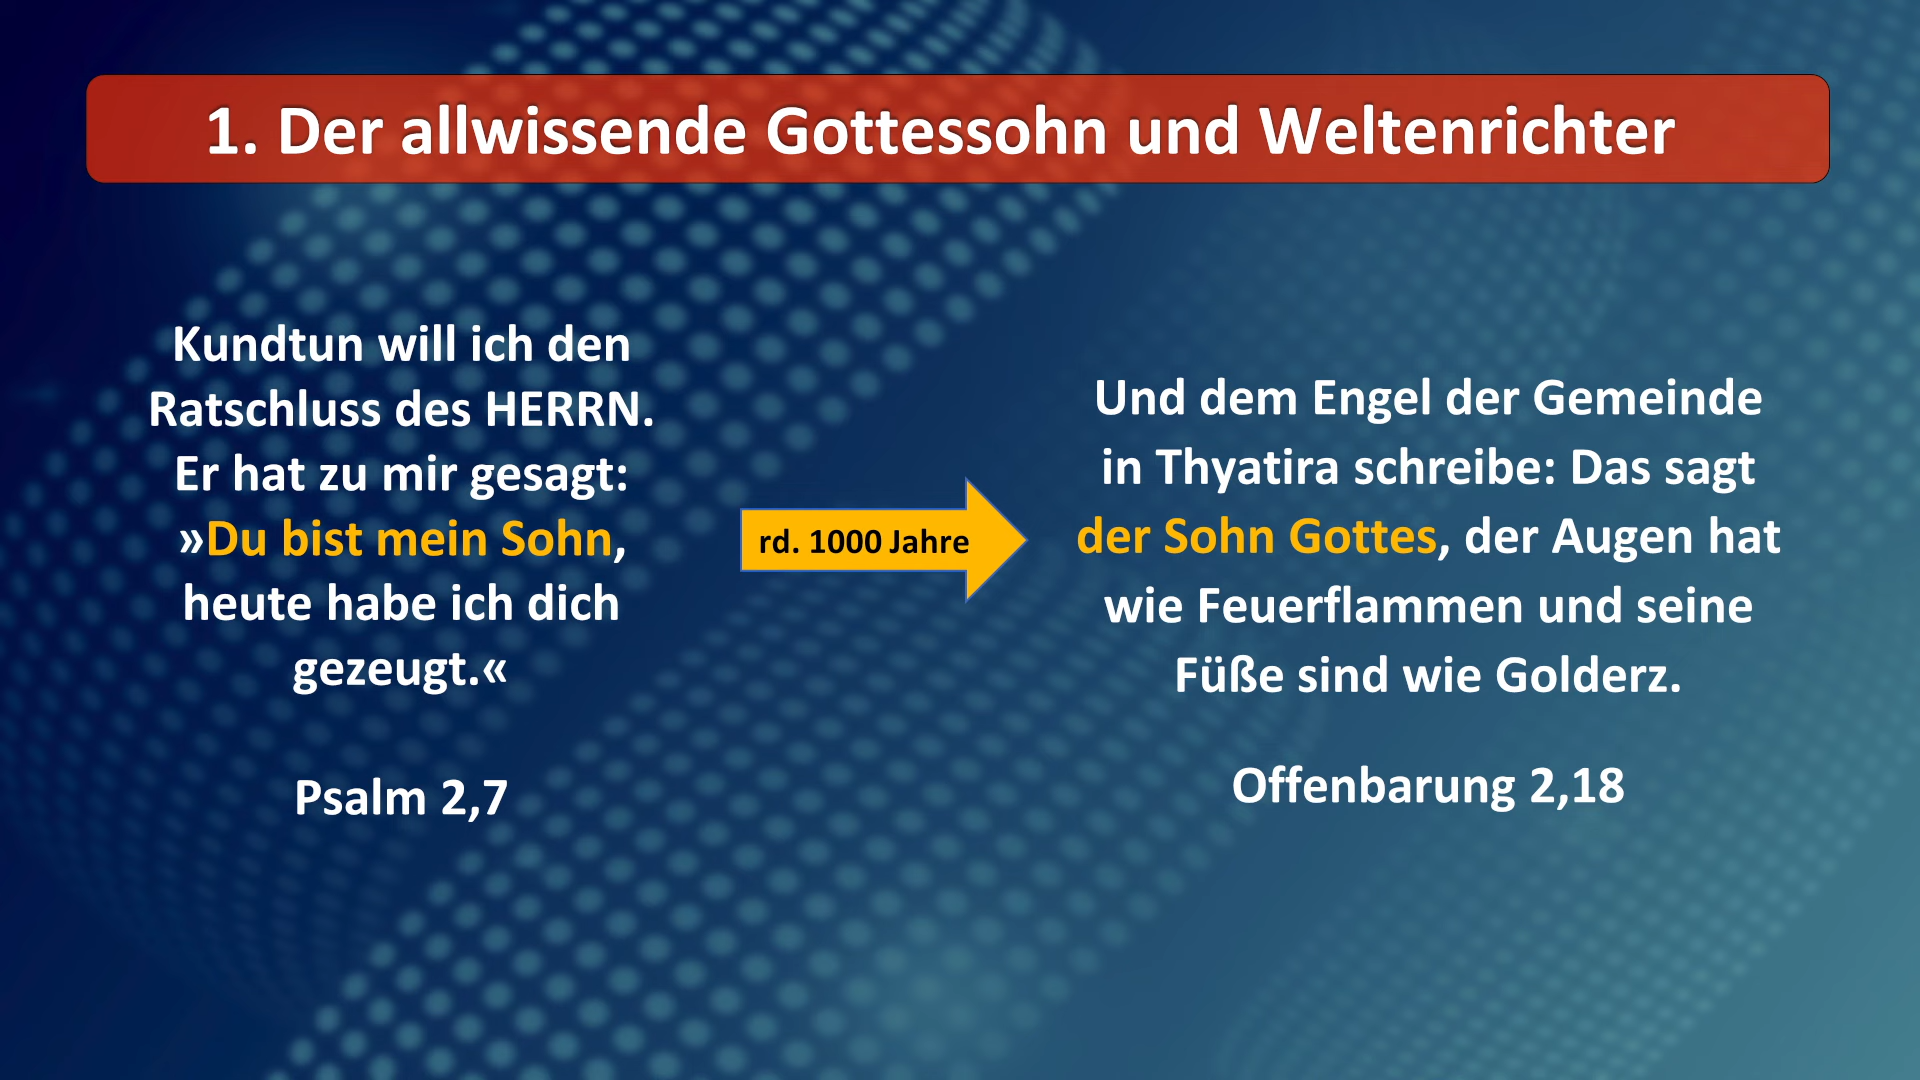 1. Der allwissende Gottessohn und Weltenrichter
Kundtun will ich den
Ratschluss des HERRN.
Er hat zu mir gesagt:
»Du bist mein Sohn,
heute habe ich dich
gezeugt.«
Psalm 2,7
rd. 1000 Jahre
Und dem Engel der Gemeinde
in Thyatira schreibe: Das sagt
der Sohn Gottes, der Augen hat
wie Feuerflammen und seine
Füße sind wie Golderz.
Offenbarung 2,18